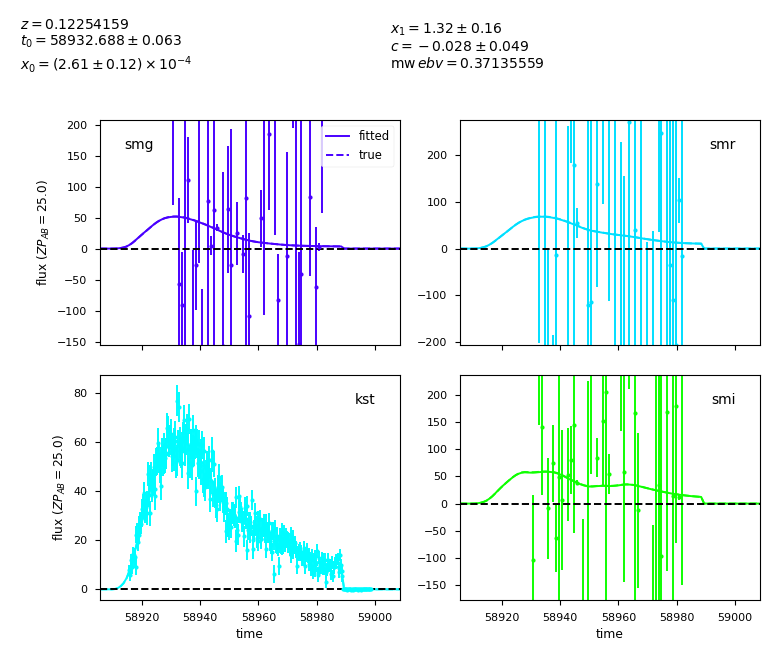 z = 0.12254159
t₀ = 58932.688 ± 0.063
x₀ = (2.61 ± 0.12) × 10⁻⁴
x₁ = 1.32 ± 0.16
c = −0.028 ± 0.049
mw ebv = 0.37135559
smg
fitted
true
200
150
100
50
0
−50
−100
−150
flux (ZP_AB = 25.0)
smr
200
100
0
−100
−200
kst
80
60
40
20
0
flux (ZP_AB = 25.0)
58920 58940 58960 58980 59000
time
smi
200
150
100
50
0
−50
−100
−150
58920 58940 58960 58980 59000
time